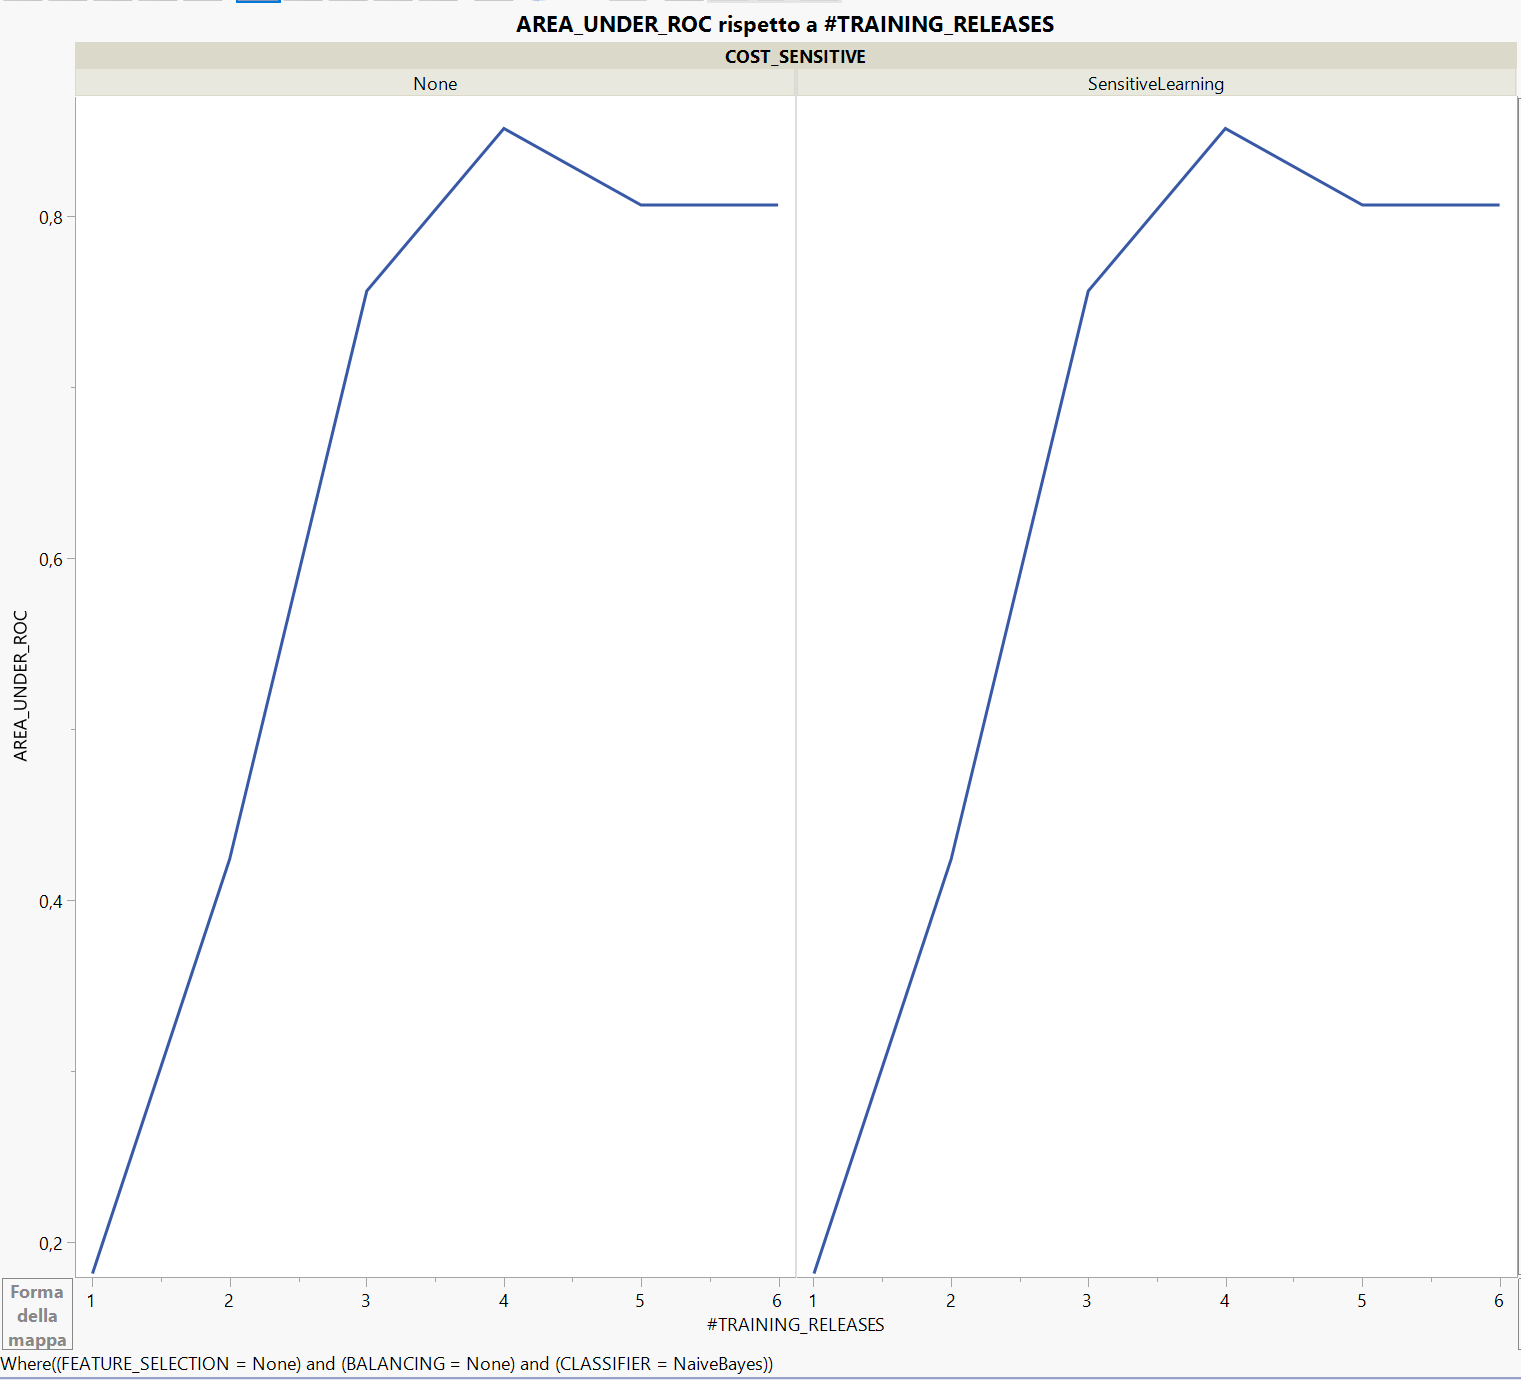 AREA_UNDER_ROC rispetto a #TRAINING_RELEASES
COST_SENSITIVE
None
SensitiveLearning
AREA_UNDER_ROC
0,8
0,6
0,4
0,2
1 2 3 4 5 6 1 2 3 4 5 6
#TRAINING_RELEASES
Forma
della
mappa
Where((FEATURE_SELECTION = None) and (BALANCING = None) and (CLASSIFIER = NaiveBayes))